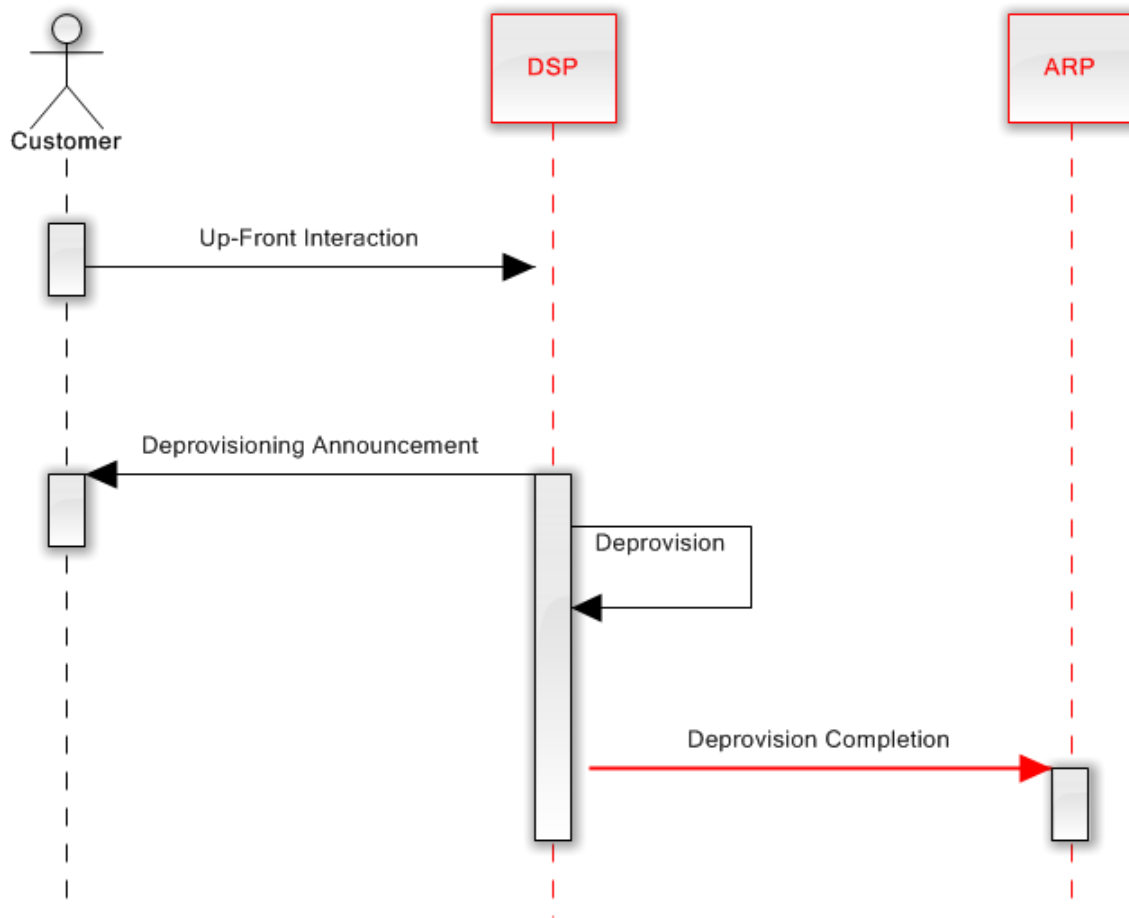 DSP
ARP
Customer
Up-Front Interaction
Deprovisioning Announcement
Deprovision
Deprovision Completion